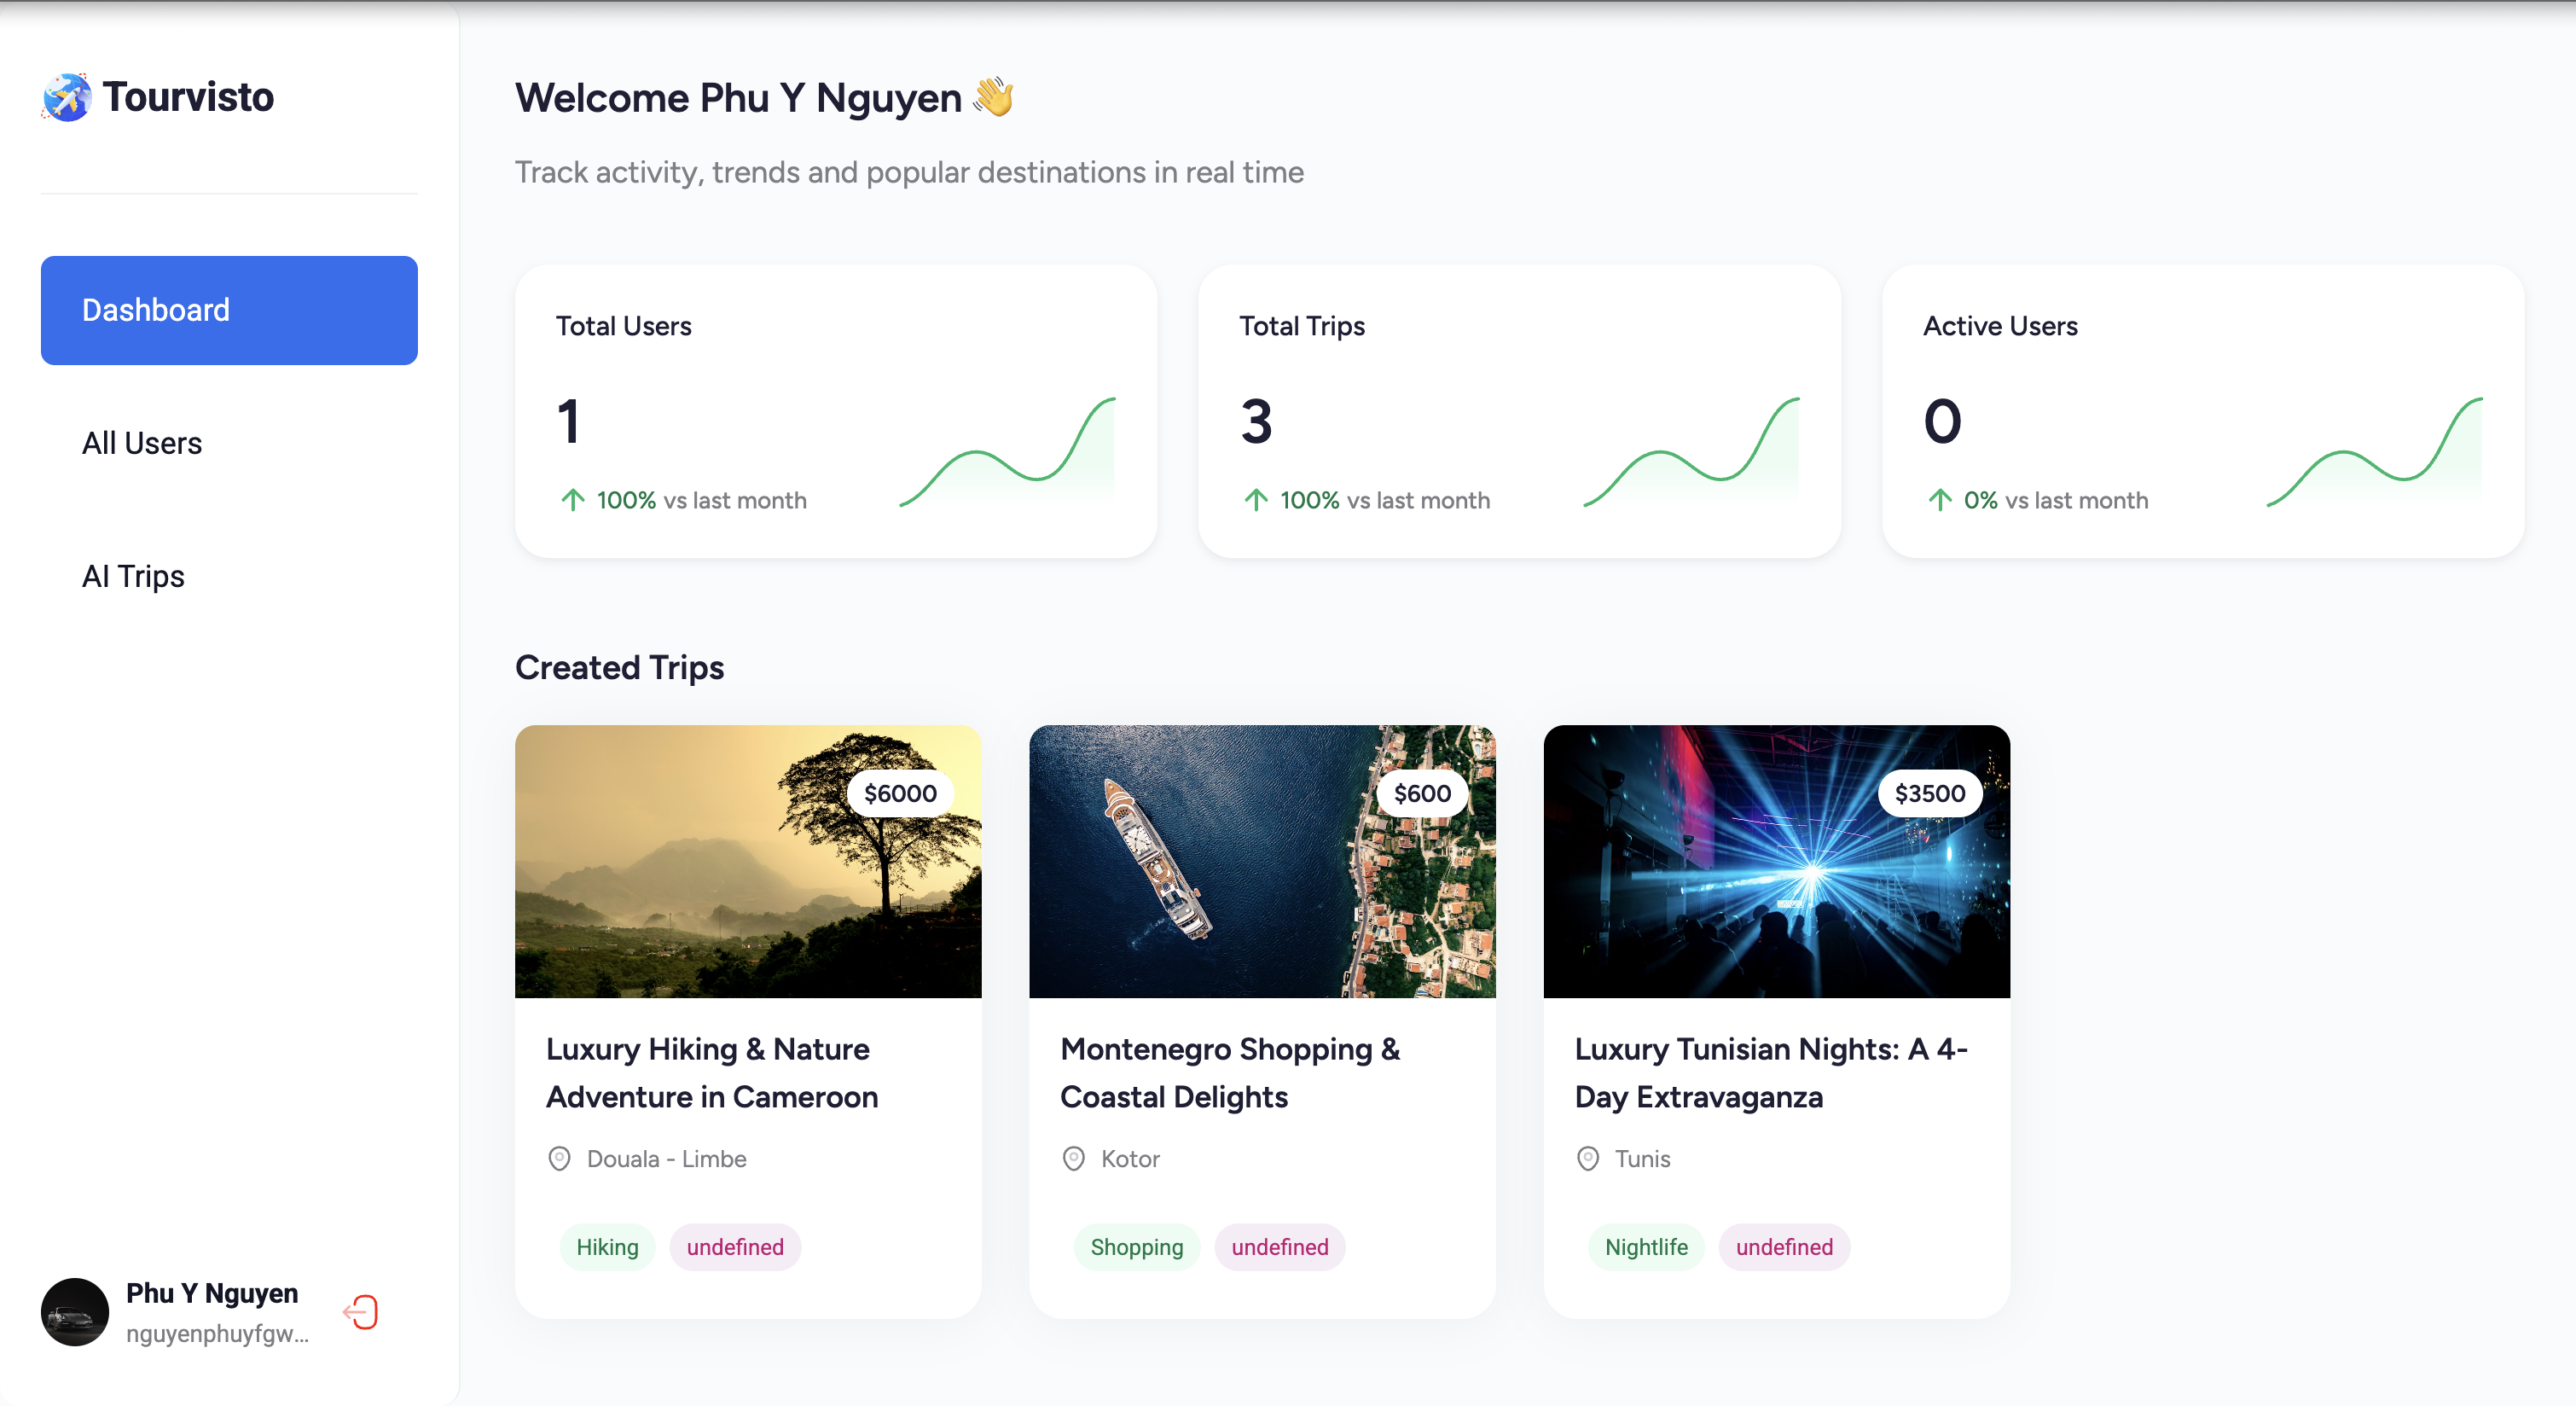 Tourvisto
Dashboard
All Users
AI Trips
Phu Y Nguyen
nguyenphuyfgw...
Welcome Phu Y Nguyen 👋
Track activity, trends and popular destinations in real time
Total Users
1
100% vs last month
Total Trips
3
100% vs last month
Active Users
0
0% vs last month
Created Trips
$6000
Luxury Hiking & Nature
Adventure in Cameroon
Douala - Limbe
Hiking undefined
$600
Montenegro Shopping &
Coastal Delights
Kotor
Shopping undefined
$3500
Luxury Tunisian Nights: A 4-
Day Extravaganza
Tunis
Nightlife undefined